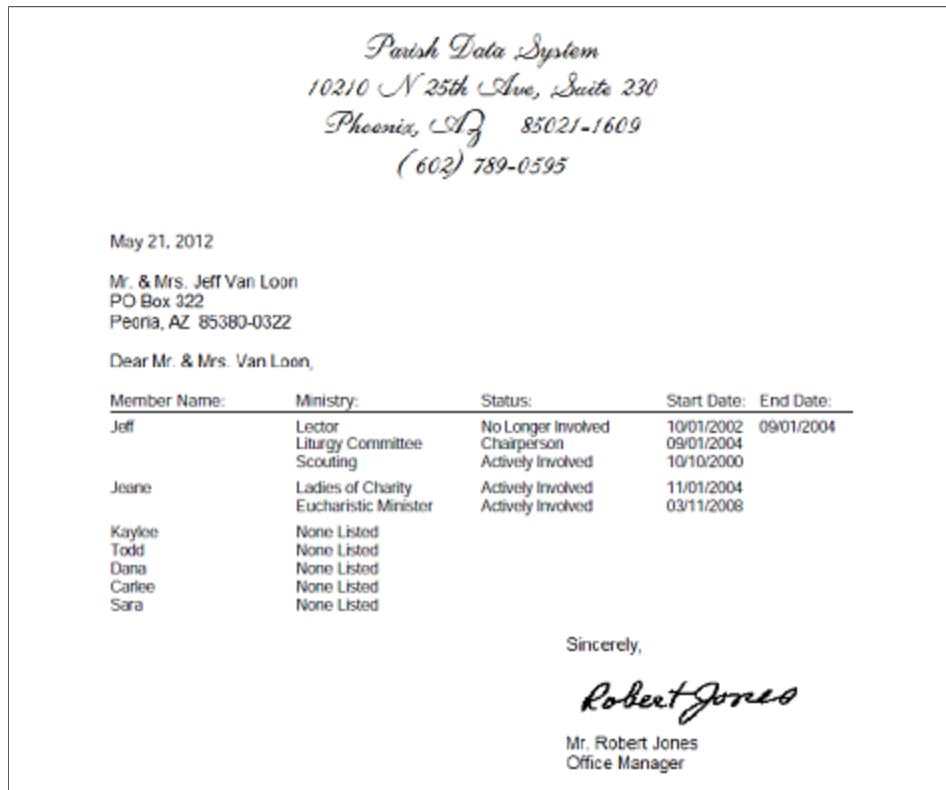 Parish Data System
10210 N 25th Ave, Suite 230
Phoenix, AZ 85021-1609
(602) 789-0595
May 21, 2012
Mr. & Mrs. Jeff Van Loon
PO Box 322
Peoria, AZ 85380-0322
Dear Mr. & Mrs. Van Loon,
Member Name: Ministry: Status: Start Date: End Date:
Jeff Lector No Longer Involved 10/01/2002 09/01/2004
Liturgy Committee Chairperson 09/01/2004
Scouting Actively Involved 10/10/2000
Jeane Ladies of Charity Actively Involved 11/01/2004
Eucharistic Minister Actively Involved 03/11/2008
Kaylee None Listed
Todd None Listed
Dana None Listed
Carlee None Listed
Sara None Listed
Sincerely,
Robert Jones
Mr. Robert Jones
Office Manager